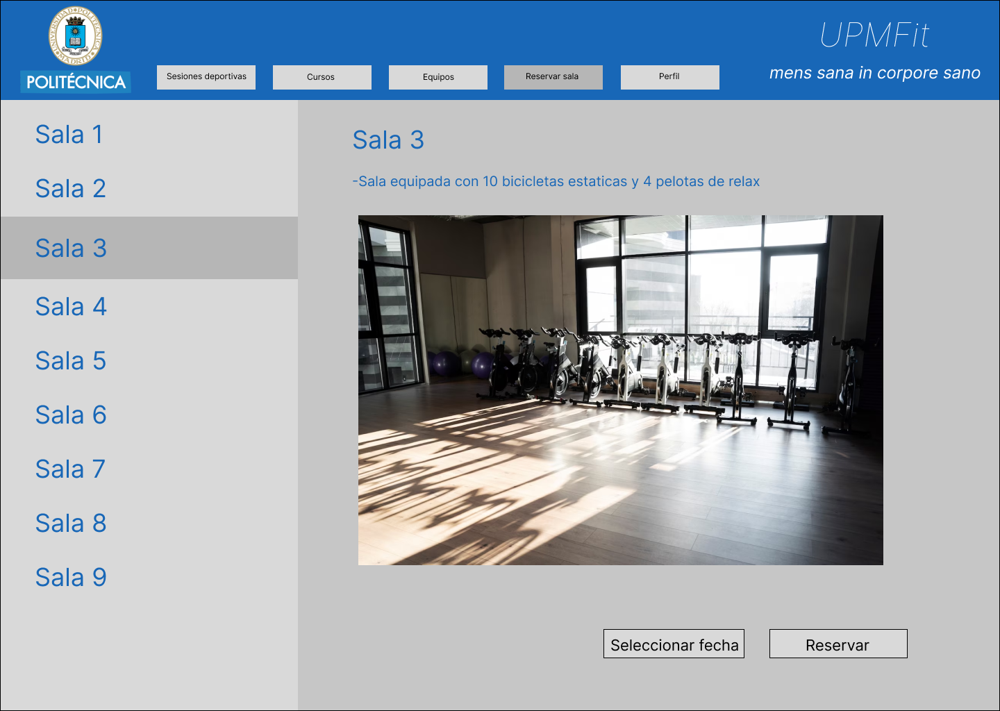 UNIVERSIDAD POLITÉCNICA
MADRID
POLITÉCNICA
Sesiones deportivas
Cursos
Equipos
Reservar sala
Perfil
UPMFit
mens sana in corpore sano
Sala 1
Sala 2
Sala 3
Sala 4
Sala 5
Sala 6
Sala 7
Sala 8
Sala 9
Sala 3
-Sala equipada con 10 bicicletas estaticas y 4 pelotas de relax
Seleccionar fecha
Reservar